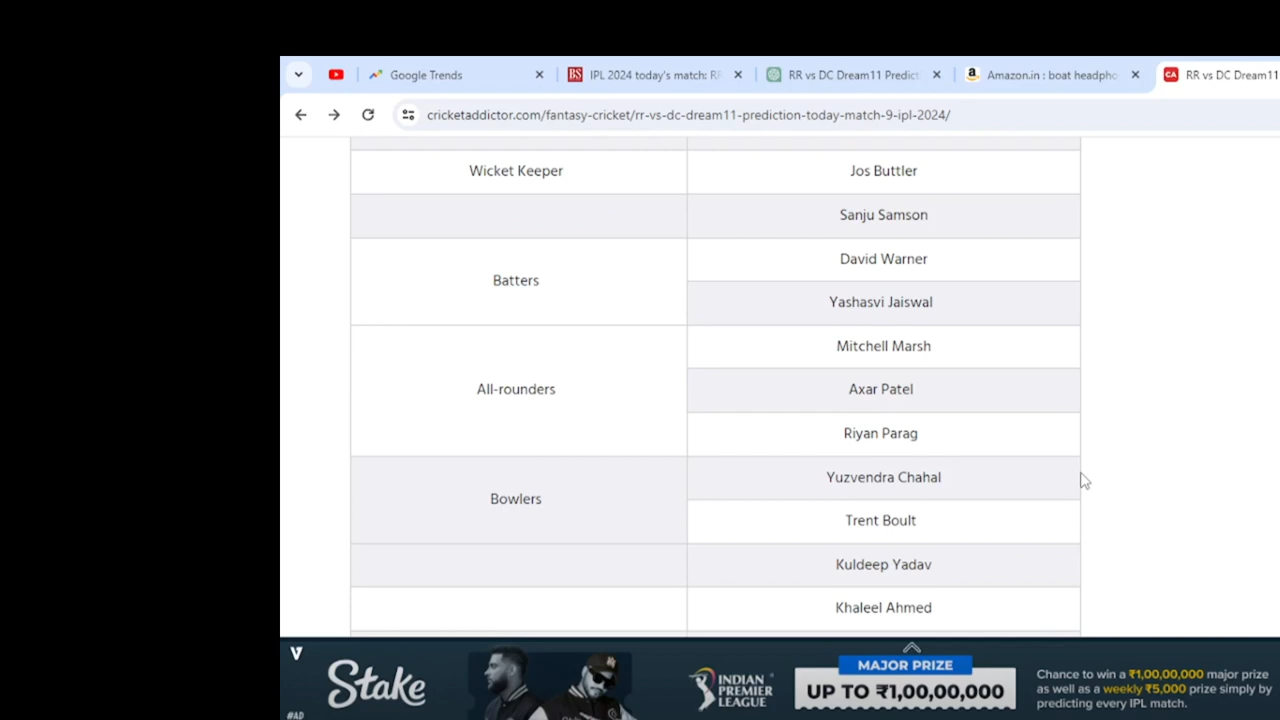 Google Trends
IPL 2024 today's match: RR
RR vs DC Dream11 Predict
Amazon.in : boat headpho
CA
RR vs DC Dream11
cricketaddictor.com/fantasy-cricket/rr-vs-dc-dream11-prediction-today-match-9-ipl-2024/
Wicket Keeper
Jos Buttler
Sanju Samson
Batters
David Warner
Yashasvi Jaiswal
All-rounders
Mitchell Marsh
Axar Patel
Riyan Parag
Bowlers
Yuzvendra Chahal
Trent Boult
Kuldeep Yadav
Khaleel Ahmed
#AD
Stake
INDIAN
PREMIER
LEAGUE
MAJOR PRIZE
UP TO ₹1,00,00,000
Chance to win a ₹1,00,00,000 major prize
as well as a weekly ₹5,000 prize simply by
predicting every IPL match.